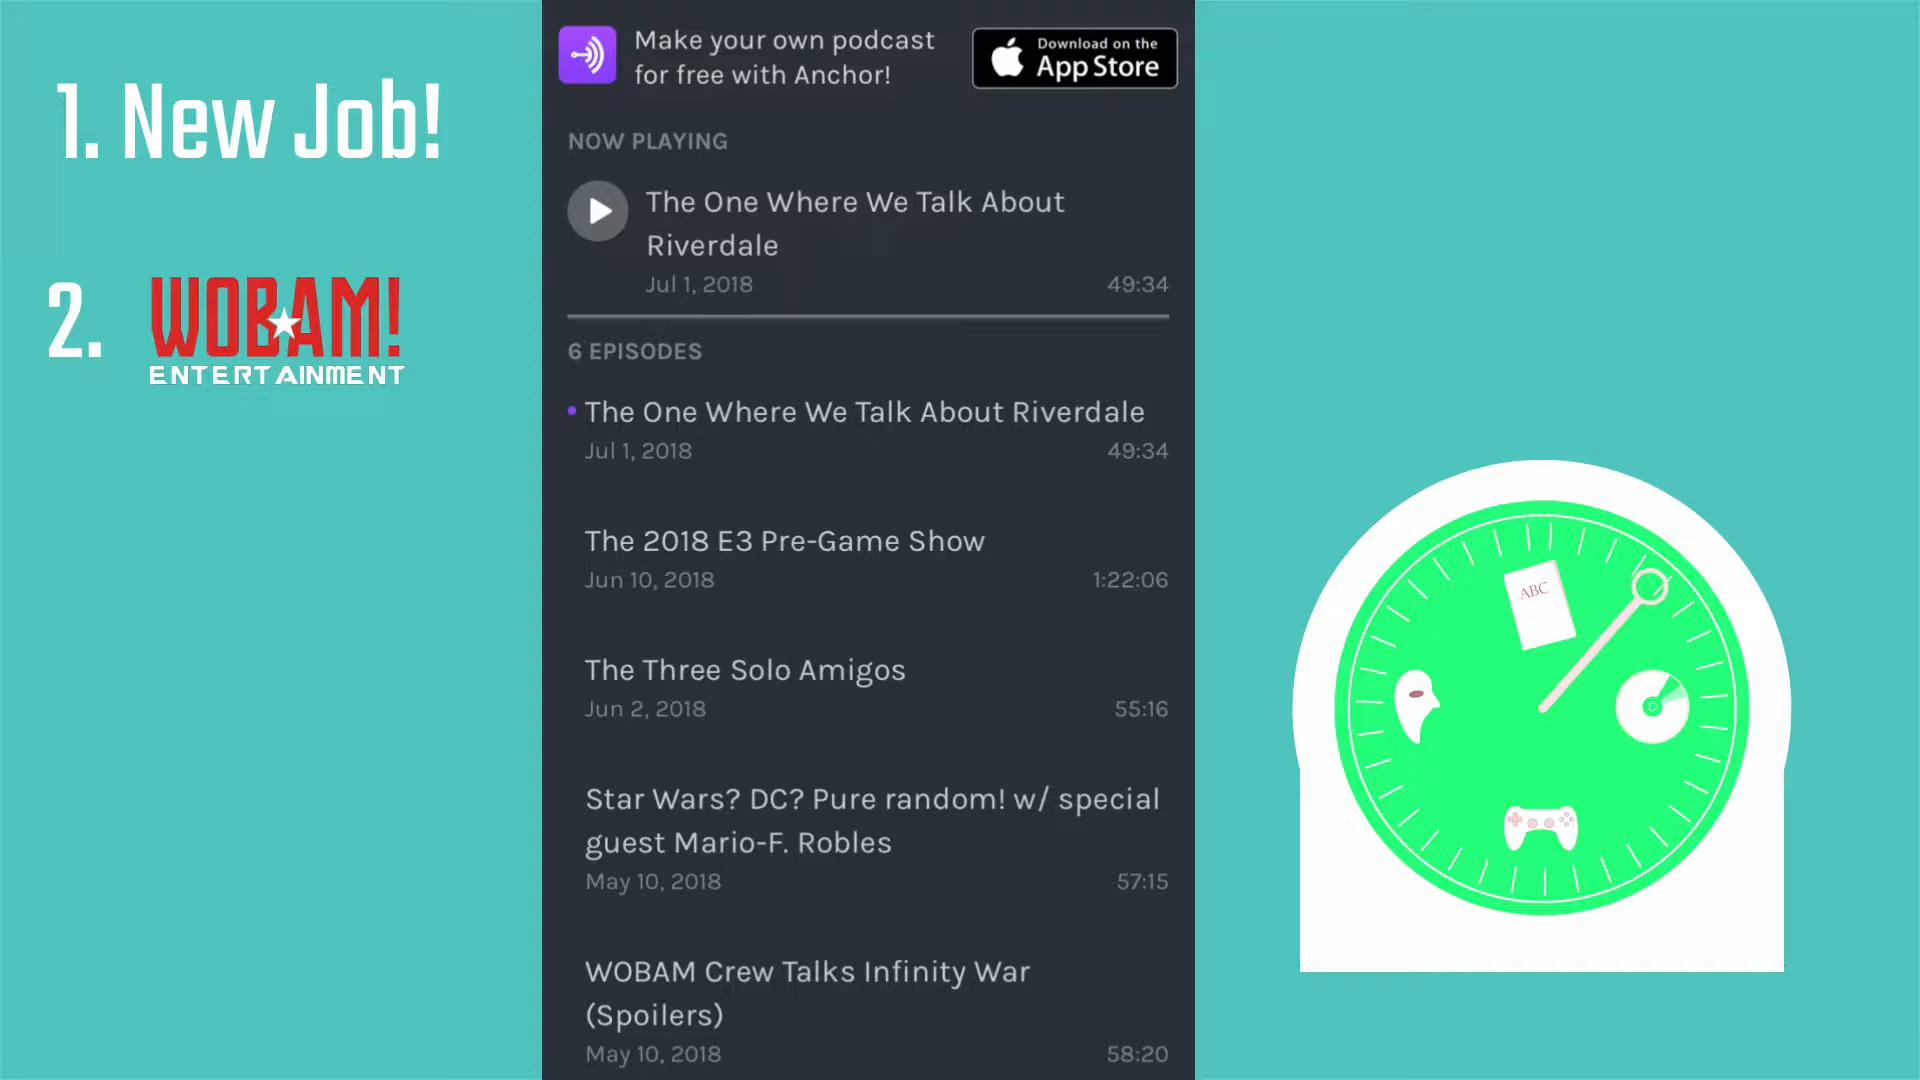 1. New Job!
2. WOBAM!
ENTERTAINMENT
Make your own podcast
for free with Anchor!
Download on the
App Store
NOW PLAYING
The One Where We Talk About
Riverdale
Jul 1, 2018 49:34
6 EPISODES
The One Where We Talk About Riverdale
Jul 1, 2018 49:34
The 2018 E3 Pre-Game Show
Jun 10, 2018 1:22:06
The Three Solo Amigos
Jun 2, 2018 55:16
Star Wars? DC? Pure random! w/ special
guest Mario-F. Robles
May 10, 2018 57:15
WOBAM Crew Talks Infinity War
(Spoilers)
May 10, 2018 58:20
ABC